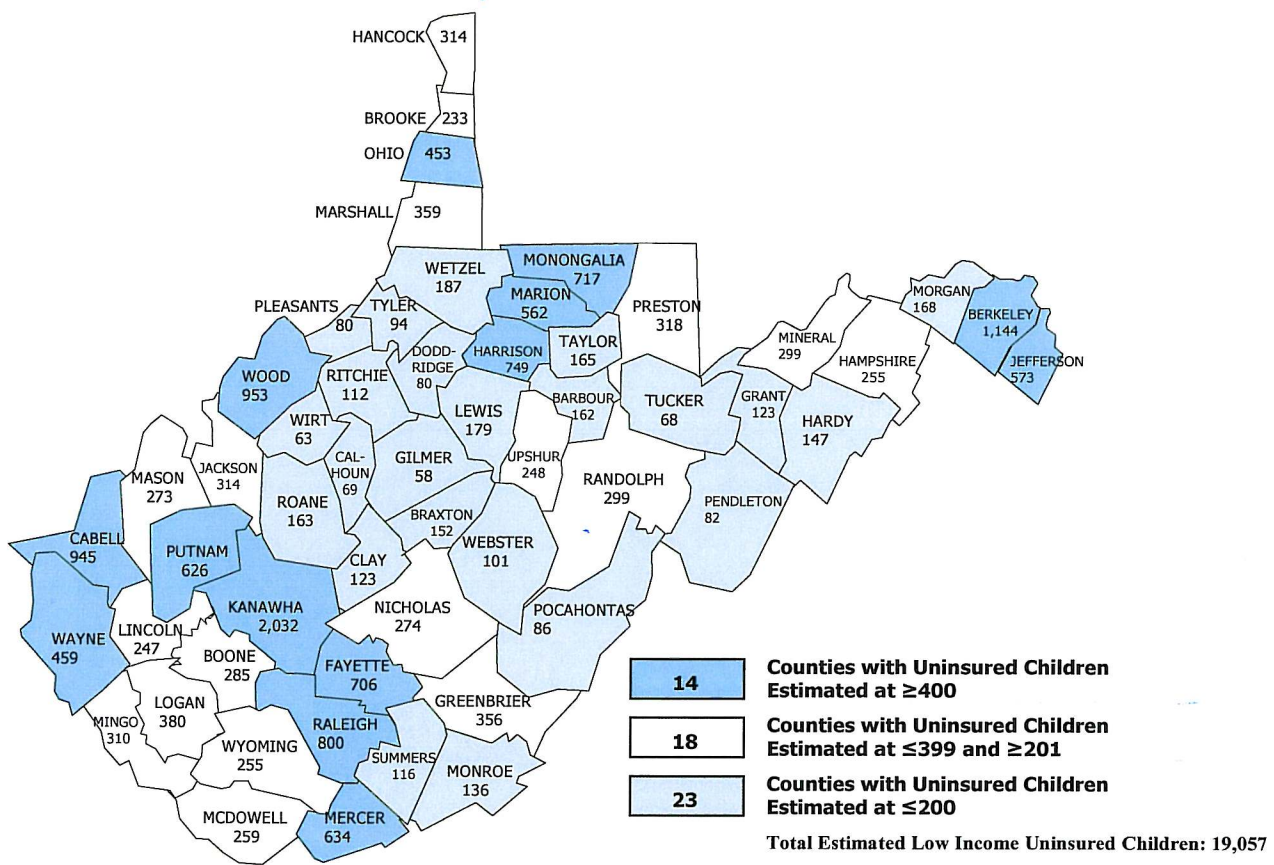 HANCOCK 314
BROOKE 233
OHIO 453
MARSHALL 359
WETZEL
187
MONONGALIA
717
MARION
562
PRESTON
318
PLEASANTS
80
TYLER
94
DODD-
RIDGE
80
HARRISON
749
TAYLOR
165
MORGAN
168
BERKELEY
1,144
JEFFERSON
573
MINERAL
299
HAMPSHIRE
255
WOOD
953
RITCHIE
112
WIRT
63
LEWIS
179
BARBOUR
162
TUCKER
68
GRANT
123
HARDY
147
MASON
273
JACKSON
314
CAL-
HOUN
69
GILMER
58
UPSHUR
248
RANDOLPH
299
PENDLETON
82
ROANE
163
BRAXTON
152
WEBSTER
101
CABELL
945
PUTNAM
626
CLAY
123
KANAWHA
2,032
NICHOLAS
274
POCAHONTAS
86
WAYNE
459
LINCOLN
247
BOONE
285
FAYETTE
706
GREENBRIER
356
MINGO
310
LOGAN
380
WYOMING
255
RALEIGH
800
SUMMERS
116
MONROE
136
MCDOWELL
259
MERCER
634
14 Counties with Uninsured Children
Estimated at ≥400
18 Counties with Uninsured Children
Estimated at ≤399 and ≥201
23 Counties with Uninsured Children
Estimated at ≤200
Total Estimated Low Income Uninsured Children: 19,057